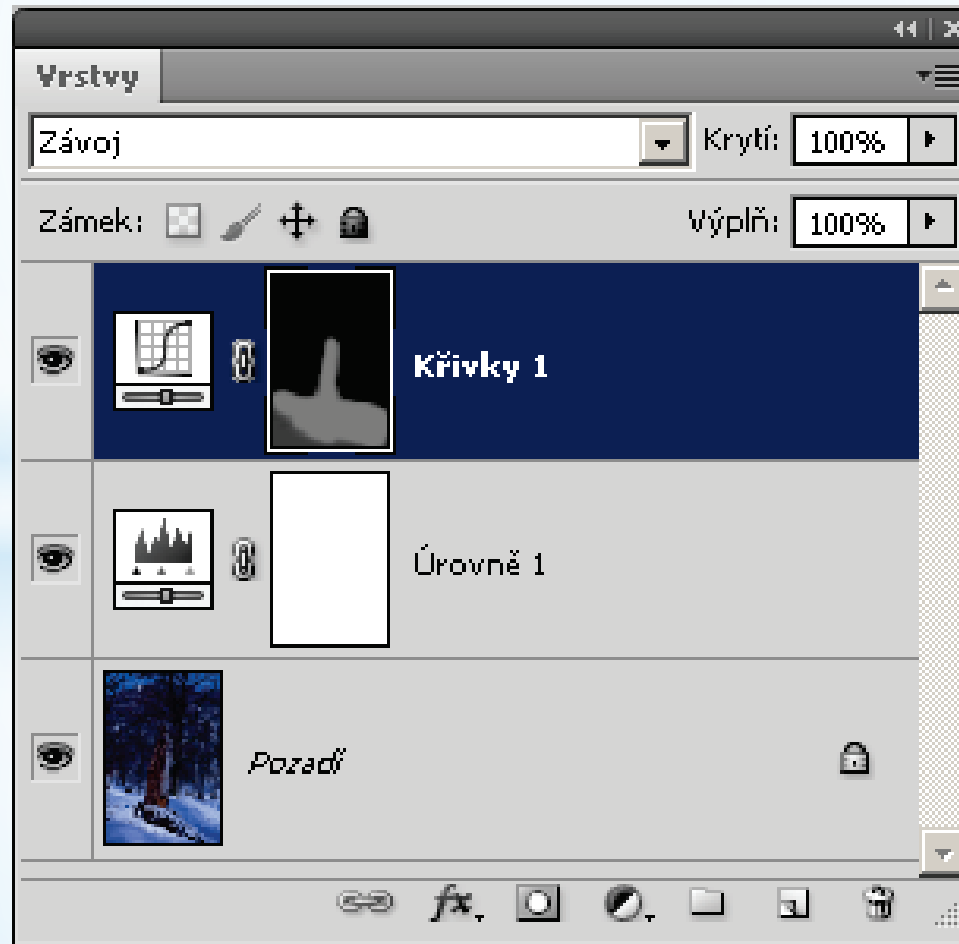 Vrstvy
Závoj
Krytí: 100%
Zámek:
Výplň: 100%
Křivky 1
Úrovně 1
Pozadí
fx.